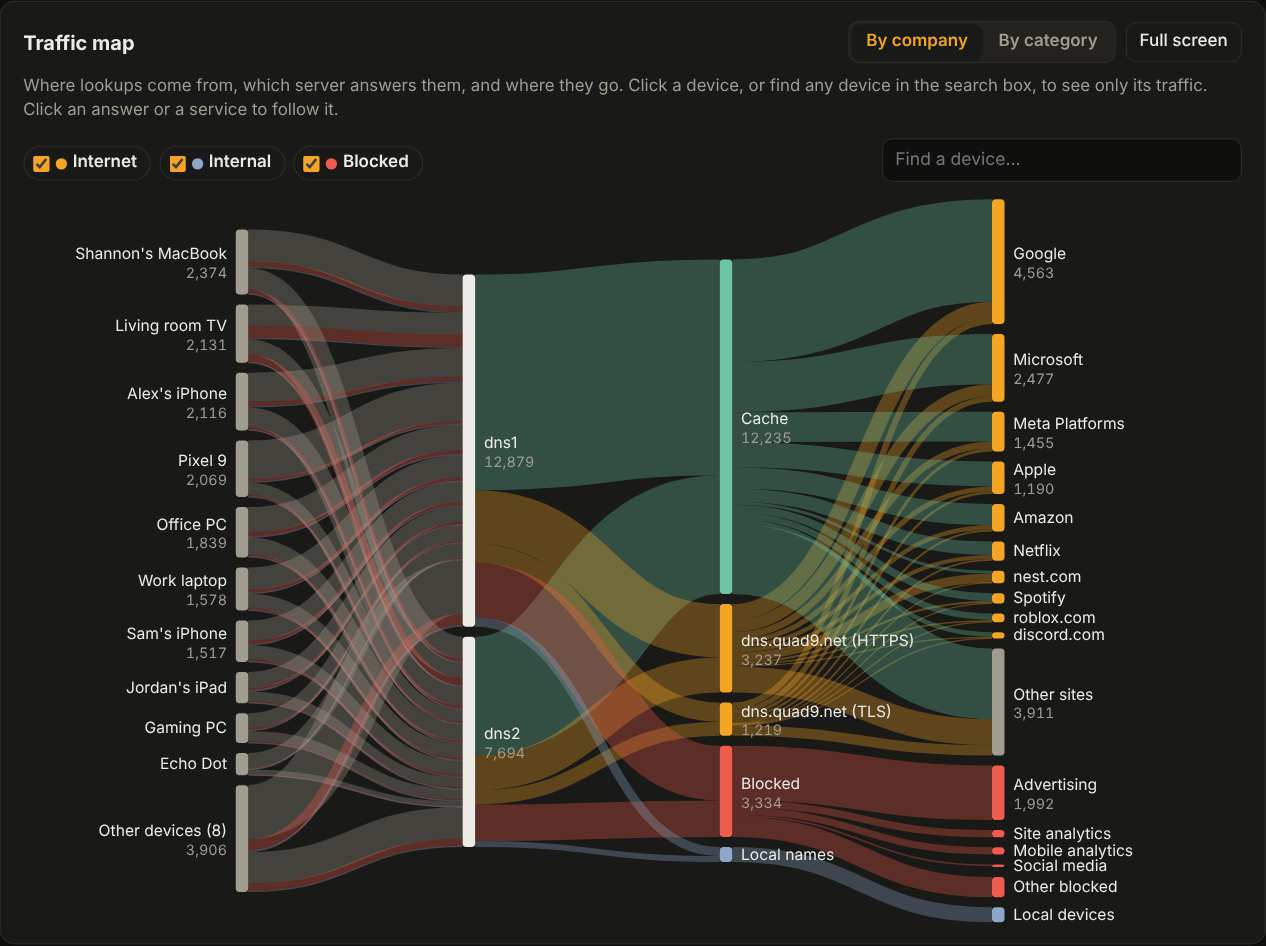 Traffic map
By company
By category
Full screen
Where lookups come from, which server answers them, and where they go. Click a device, or find any device in the search box, to see only its traffic.
Click an answer or a service to follow it.
Internet
Internal
Blocked
Find a device...
Shannon's MacBook
2,374
Living room TV
2,131
Alex's iPhone
2,116
Pixel 9
2,069
Office PC
1,839
Work laptop
1,578
Sam's iPhone
1,517
Jordan's iPad
Gaming PC
Echo Dot
Other devices (8)
3,906
dns1
12,879
dns2
7,694
Cache
12,235
dns.quad9.net (HTTPS)
3,237
dns.quad9.net (TLS)
1,219
Blocked
3,334
Local names
Google
4,563
Microsoft
2,477
Meta Platforms
1,455
Apple
1,190
Amazon
Netflix
nest.com
Spotify
roblox.com
discord.com
Other sites
3,911
Advertising
1,992
Site analytics
Mobile analytics
Social media
Other blocked
Local devices